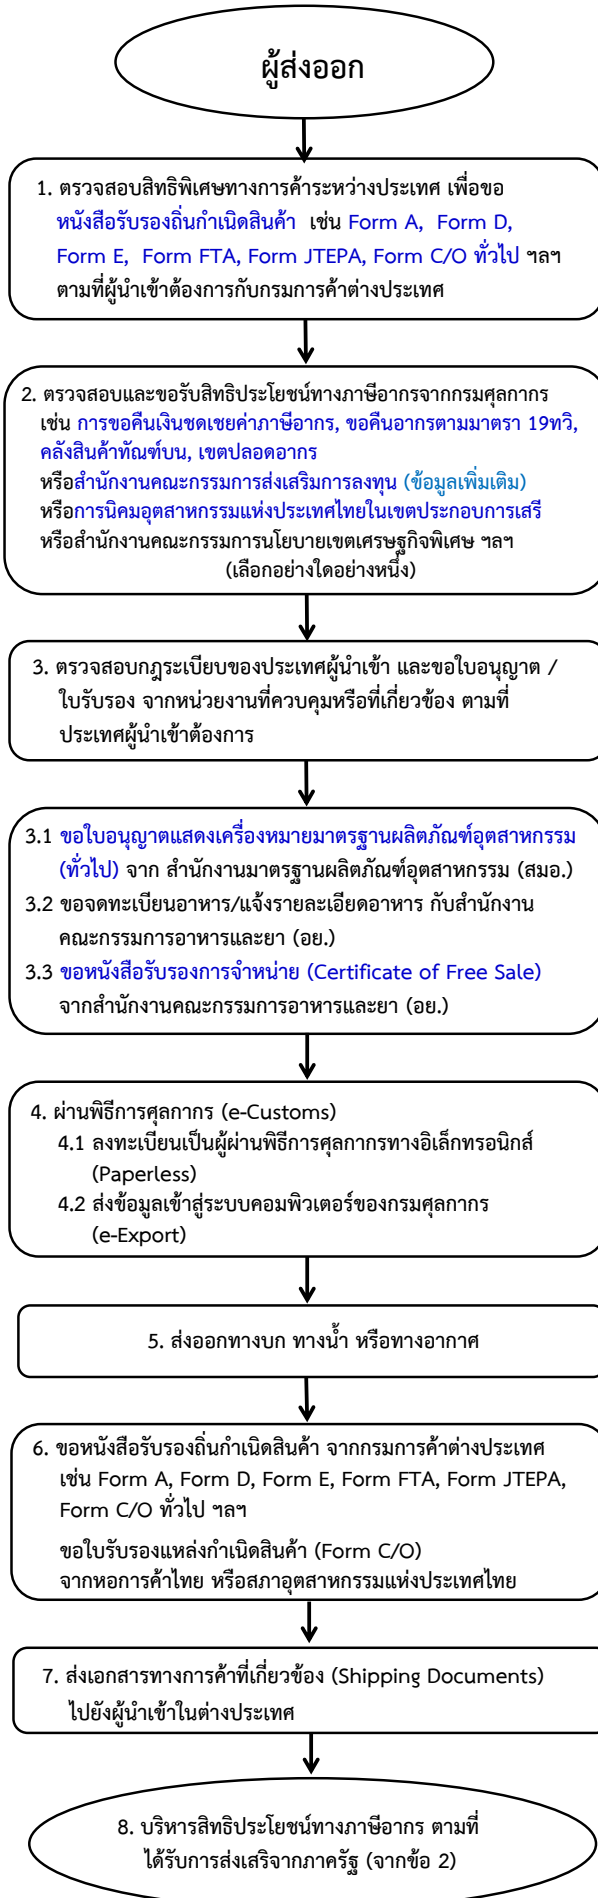 ผู้ส่งออก
1. ตรวจสอบสิทธิพิเศษทางการค้าระหว่างประเทศ เพื่อขอ
หนังสือรับรองถิ่นกำเนิดสินค้า เช่น Form A, Form D,
Form E, Form FTA, Form JTEPA, Form C/O ทั่วไป ฯลฯ
ตามที่ผู้นำเข้าต้องการกับกรมการค้าต่างประเทศ
2. ตรวจสอบและขอรับสิทธิประโยชน์ทางภาษีอากรจากกรมศุลกากร
เช่น การขอคืนเงินชดเชยค่าภาษีอากร, ขอคืนอากรตามมาตรา 19ทวิ,
คลังสินค้าทัณฑ์บน, เขตปลอดอากร
หรือสำนักงานคณะกรรมการส่งเสริมการลงทุน (ข้อมูลเพิ่มเติม)
หรือการนิคมอุตสาหกรรมแห่งประเทศไทยในเขตประกอบการเสรี
หรือสำนักงานคณะกรรมการนโยบายเขตเศรษฐกิจพิเศษ ฯลฯ
(เลือกอย่างใดอย่างหนึ่ง)
3. ตรวจสอบกฎระเบียบของประเทศผู้นำเข้า และขอใบอนุญาต /
ใบรับรอง จากหน่วยงานที่ควบคุมหรือที่เกี่ยวข้อง ตามที่
ประเทศผู้นำเข้าต้องการ
3.1 ขอใบอนุญาตแสดงเครื่องหมายมาตรฐานผลิตภัณฑ์อุตสาหกรรม
(ทั่วไป) จาก สำนักงานมาตรฐานผลิตภัณฑ์อุตสาหกรรม (สมอ.)
3.2 ขอจดทะเบียนอาหาร/แจ้งรายละเอียดอาหาร กับสำนักงาน
คณะกรรมการอาหารและยา (อย.)
3.3 ขอหนังสือรับรองการจำหน่าย (Certificate of Free Sale)
จากสำนักงานคณะกรรมการอาหารและยา (อย.)
4. ผ่านพิธีการศุลกากร (e-Customs)
4.1 ลงทะเบียนเป็นผู้ผ่านพิธีการศุลกากรทางอิเล็กทรอนิกส์
(Paperless)
4.2 ส่งข้อมูลเข้าสู่ระบบคอมพิวเตอร์ของกรมศุลกากร
(e-Export)
5. ส่งออกทางบก ทางน้ำ หรือทางอากาศ
6. ขอหนังสือรับรองถิ่นกำเนิดสินค้า จากกรมการค้าต่างประเทศ
เช่น Form A, Form D, Form E, Form FTA, Form JTEPA,
Form C/O ทั่วไป ฯลฯ
ขอใบรับรองแหล่งกำเนิดสินค้า (Form C/O)
จากหอการค้าไทย หรือสภาอุตสาหกรรมแห่งประเทศไทย
7. ส่งเอกสารทางการค้าที่เกี่ยวข้อง (Shipping Documents)
ไปยังผู้นำเข้าในต่างประเทศ
8. บริหารสิทธิประโยชน์ทางภาษีอากร ตามที่
ได้รับการส่งเสริจากภาครัฐ (จากข้อ 2)